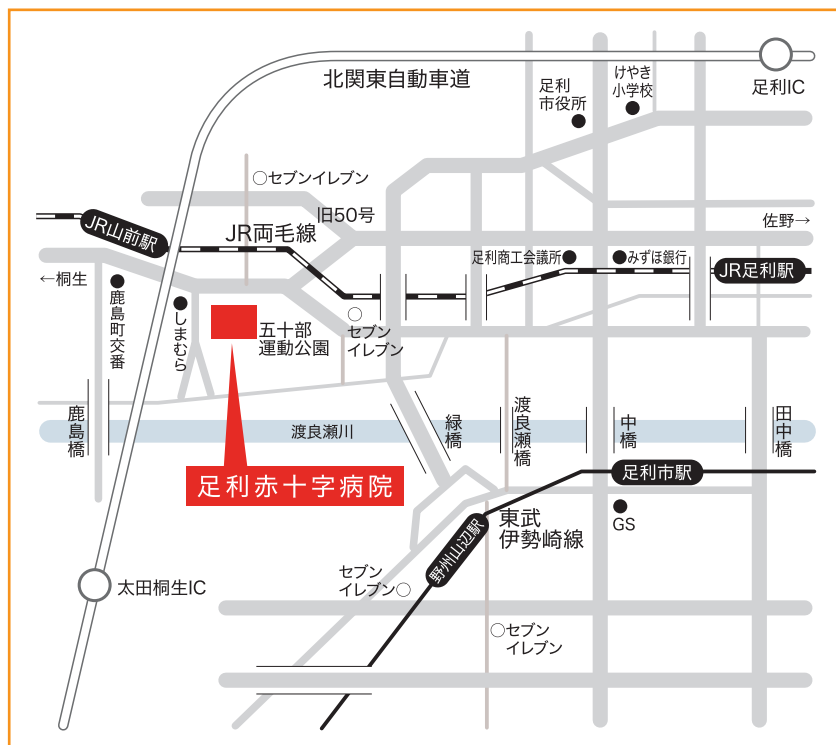 北関東自動車道
足利IC
けやき
小学校
足利
市役所
セブンイレブン
旧50号
佐野→
JR山前駅
JR両毛線
足利商工会議所
みずほ銀行
JR足利駅
←桐生
鹿島町交番
しまむら
五十部
運動公園
セブン
イレブン
鹿島橋
渡良瀬川
緑橋
渡良瀬橋
中橋
田中橋
足利赤十字病院
足利市駅
東武
伊勢崎線
GS
野州山辺駅
太田桐生IC
セブン
イレブン
セブン
イレブン